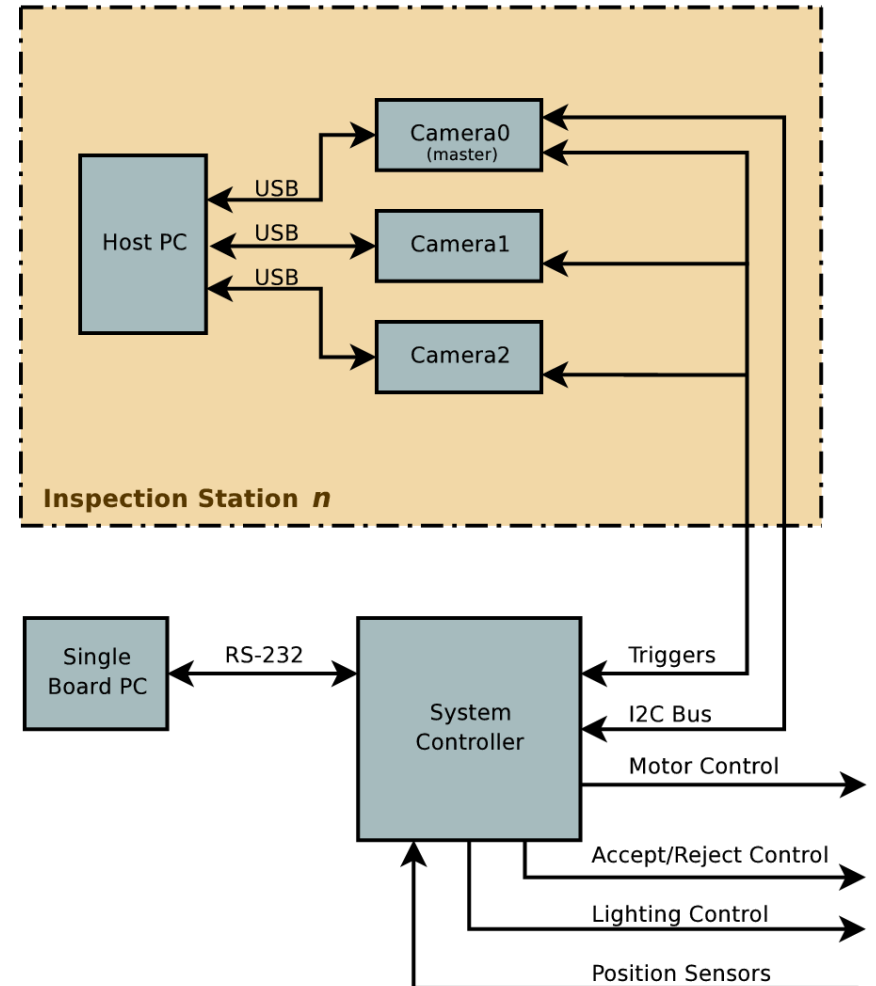 Camera0
(master)
Host PC
USB
USB
Camera1
USB
Camera2
Inspection Station n
Single
Board PC
RS-232
System
Controller
Triggers
I2C Bus
Motor Control
Accept/Reject Control
Lighting Control
Position Sensors